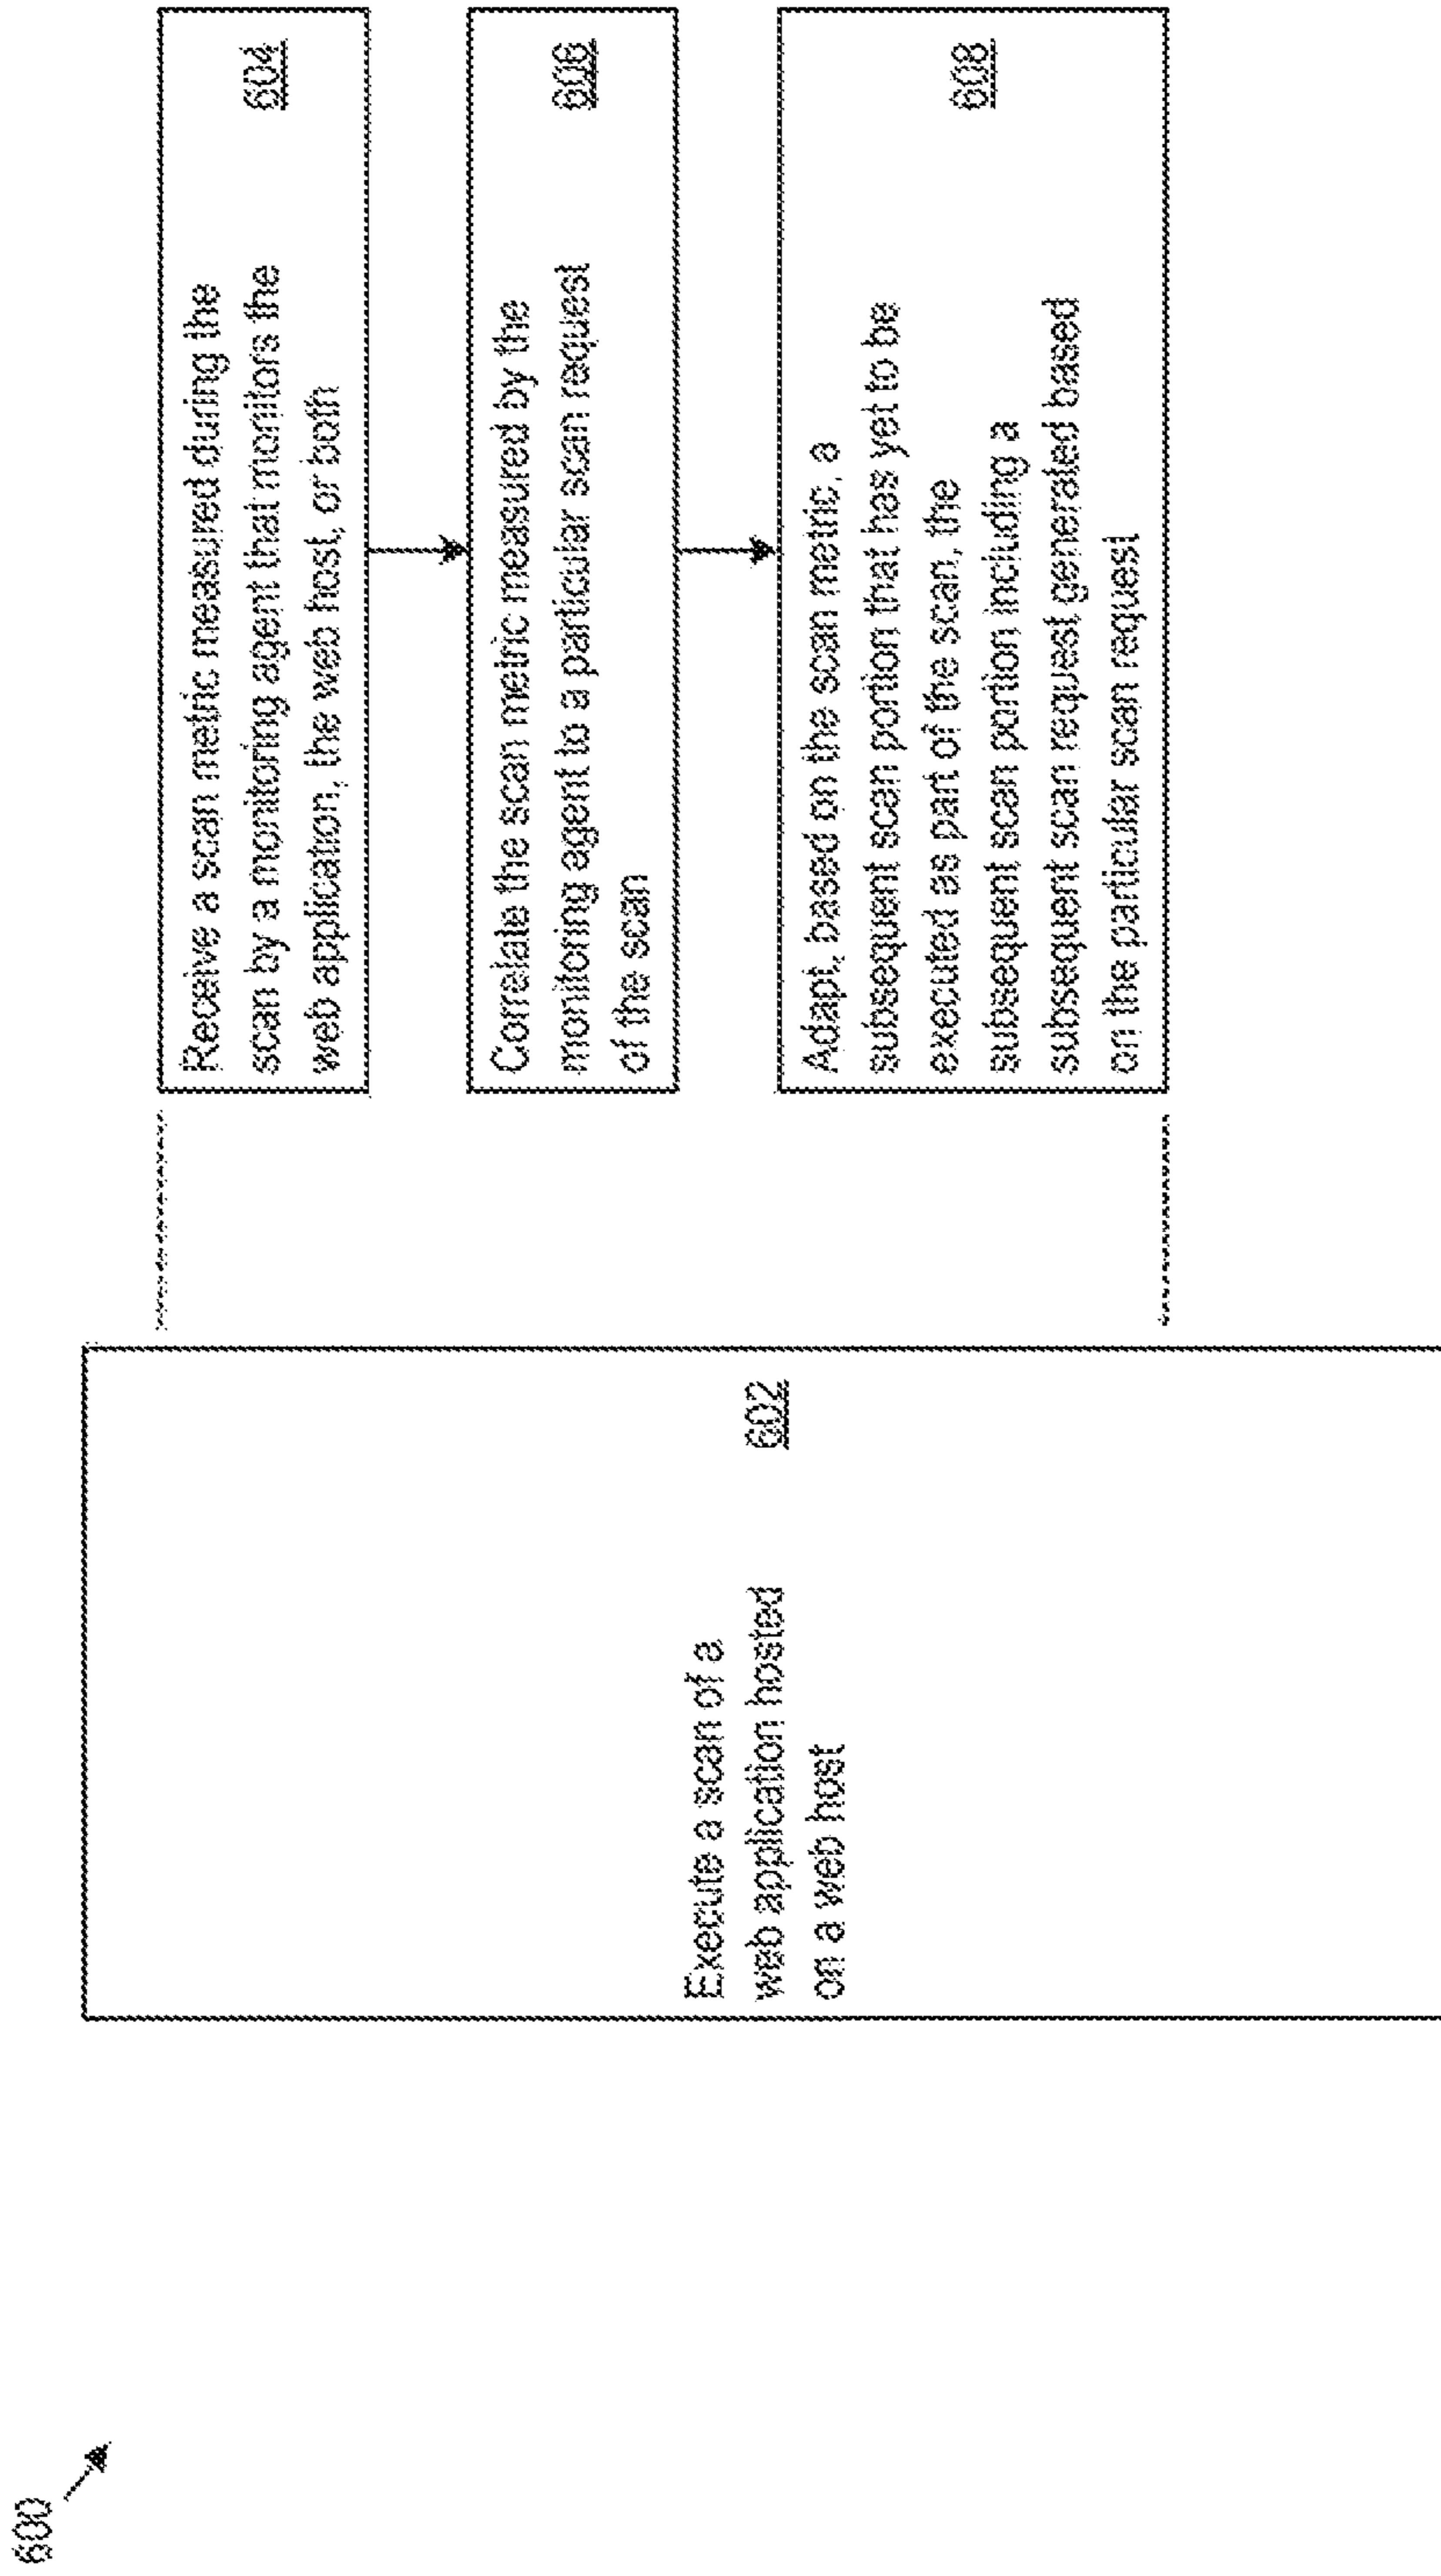 600
Execute a scan of a
web application hosted
on a web host
602
Receive a scan metric measured during the
scan by a monitoring agent that monitors the
web application, the web host, or both
604
Correlate the scan metric measured by the
monitoring agent to a particular scan request
of the scan
606
Adapt, based on the scan metric, a
subsequent scan portion that has yet to be
executed as part of the scan, the
subsequent scan portion including a
subsequent scan request generated based
on the particular scan request
608